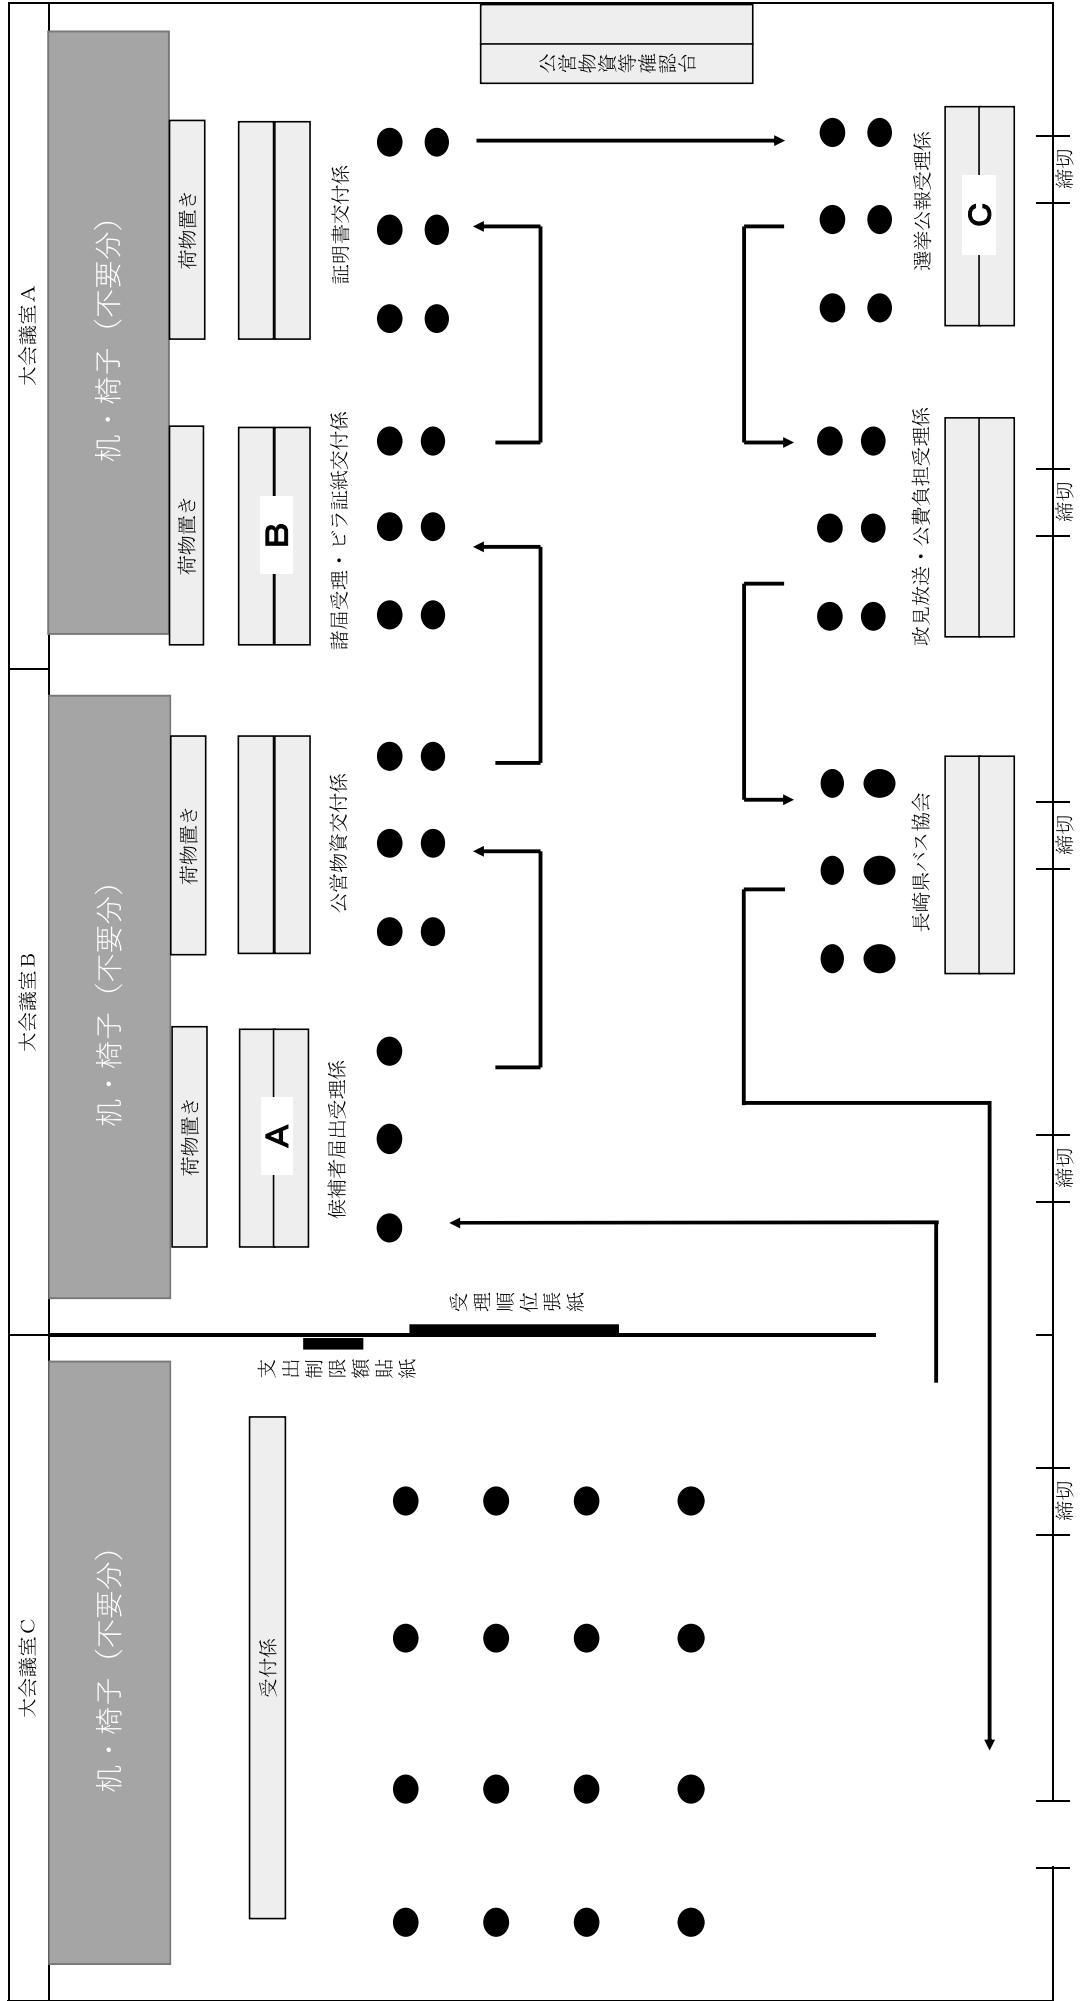 大会議室C
机・椅子（不要分）
受付係
支出制限額貼紙
受理順位張紙
大会議室B
机・椅子（不要分）
荷物置き
A
候補者届出受理係
荷物置き
公営物資交付係
大会議室A
机・椅子（不要分）
荷物置き
B
諸届受理・ビラ証紙交付係
荷物置き
証明書交付係
公営物資等確認台
C
選挙公報受理係
政見放送・公費負担受理係
長崎県バス協会
締切
締切
締切
締切
締切